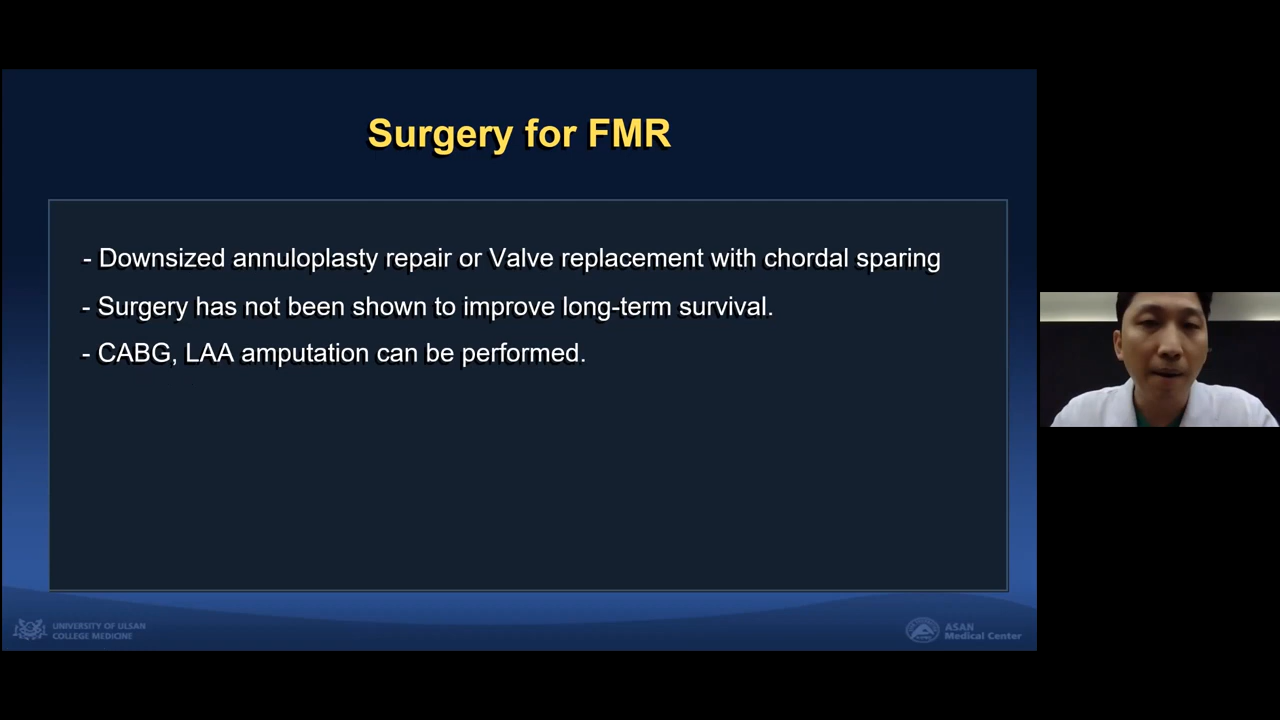 Surgery for FMR
- Downsized annuloplasty repair or Valve replacement with chordal sparing
- Surgery has not been shown to improve long-term survival.
- CABG, LAA amputation can be performed.
UNIVERSITY OF ULSAN
COLLEGE MEDICINE
ASAN
Medical Center